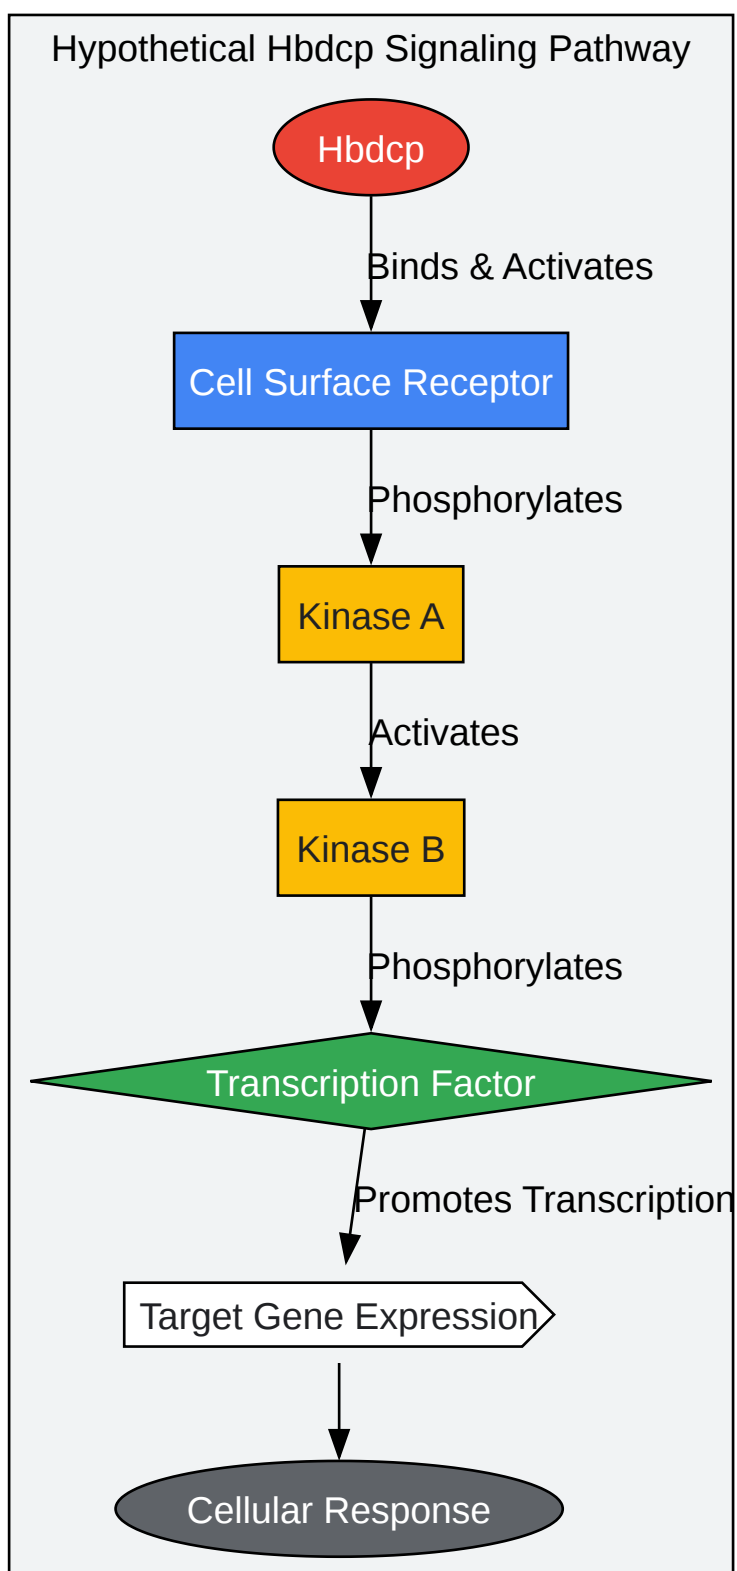 Hypothetical Hbdcp Signaling Pathway
Hbdcp
Binds & Activates
Cell Surface Receptor
Phosphorylates
Kinase A
Activates
Kinase B
Phosphorylates
Transcription Factor
Promotes Transcription
Target Gene Expression
Cellular Response